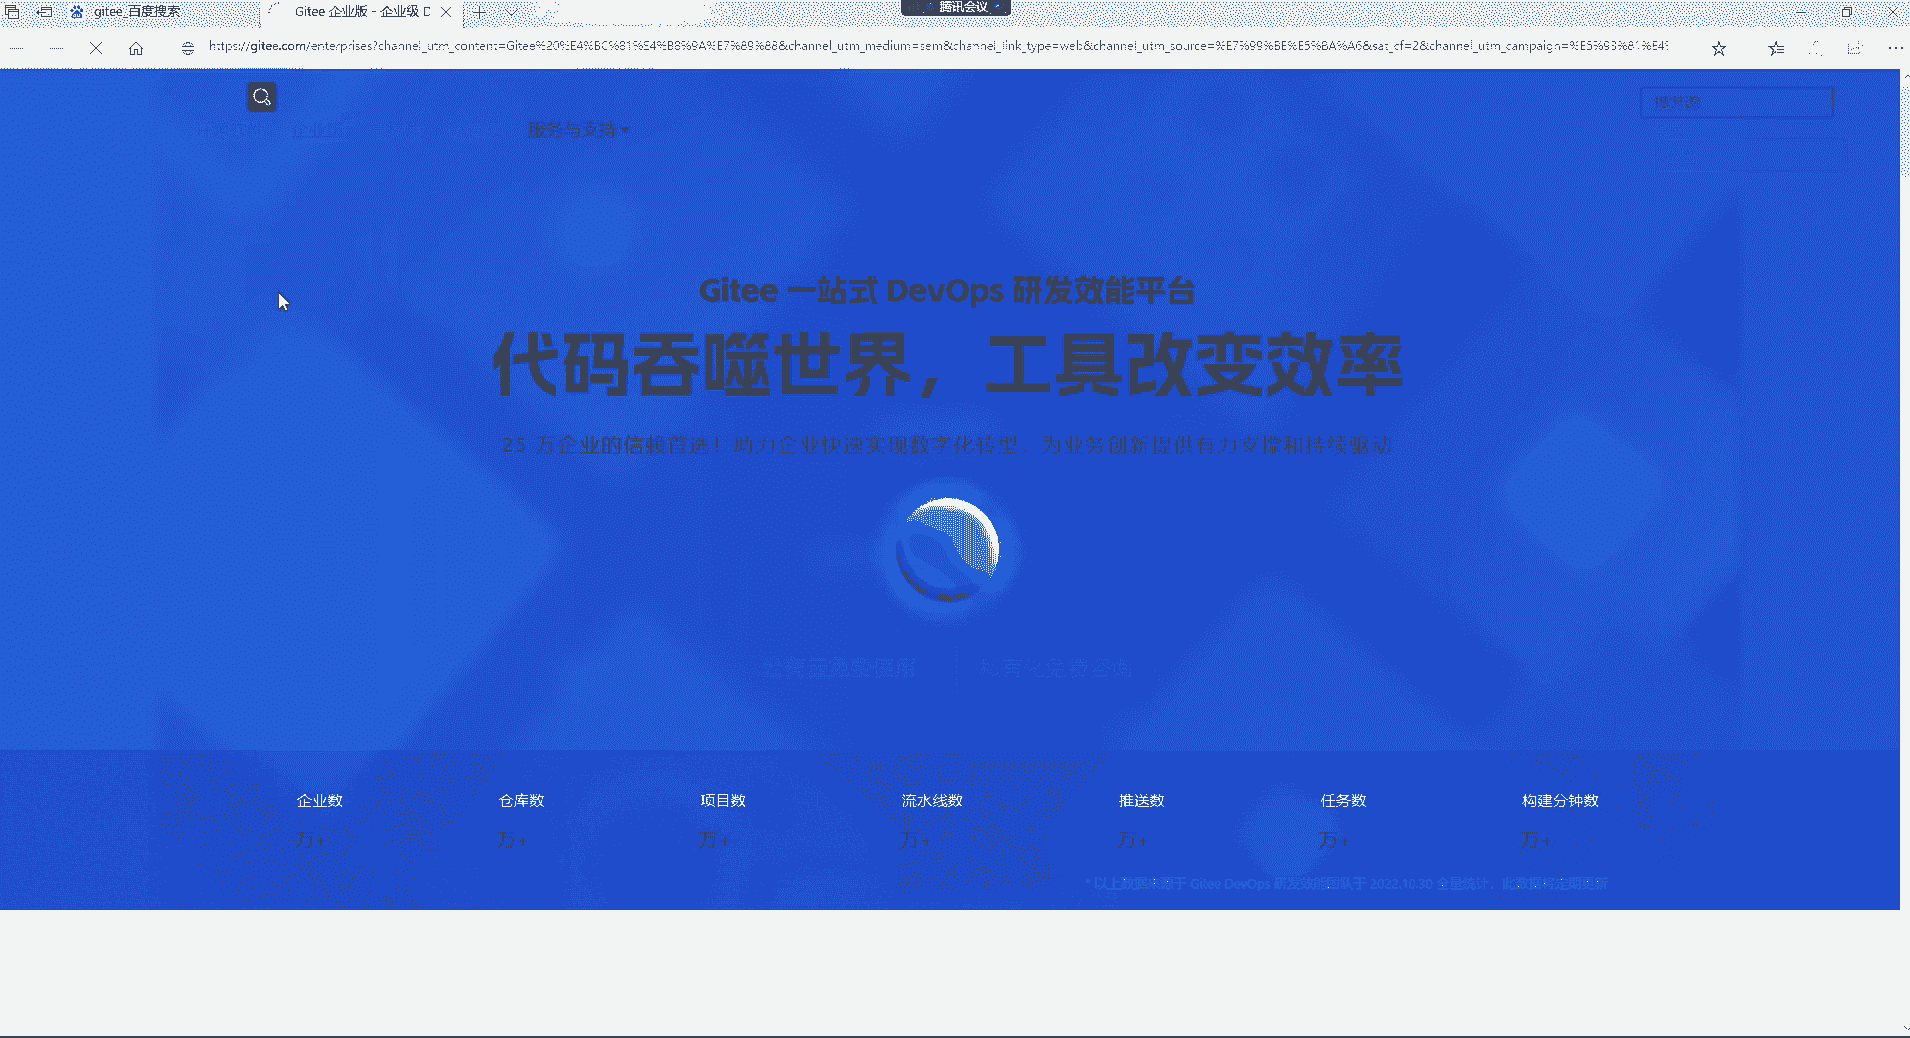 gitee_百度搜索
Gitee 企业版 - 企业级 D
腾讯会议
https://gitee.com/enterprises?channel_utm_content=Gitee%20%E4%BC%81%E4%B8%9A%E7%89%88&channel_utm_medium=sem&channel_link_type=web&channel_utm_source=%E7%99%BE%E5%BA%A6&sat_cf=2&channel_utm_campaign=%E5%93%81%E4%
企业版
服务与支持
Gitee 一站式 DevOps 研发效能平台
代码吞噬世界，工具改变效率
25 万企业的信赖首选！助力企业快速实现数字化转型，为业务创新提供有力支撑和持续驱动
企业数 仓库数 项目数 流水线数 推送数 任务数 构建分钟数
万+ 万+ 万+ 万+ 万+ 万+ 万+
* 以上数据来源于 Gitee DevOps 研发效能团队于 2022.10.30 全量统计，此数据将定期更新